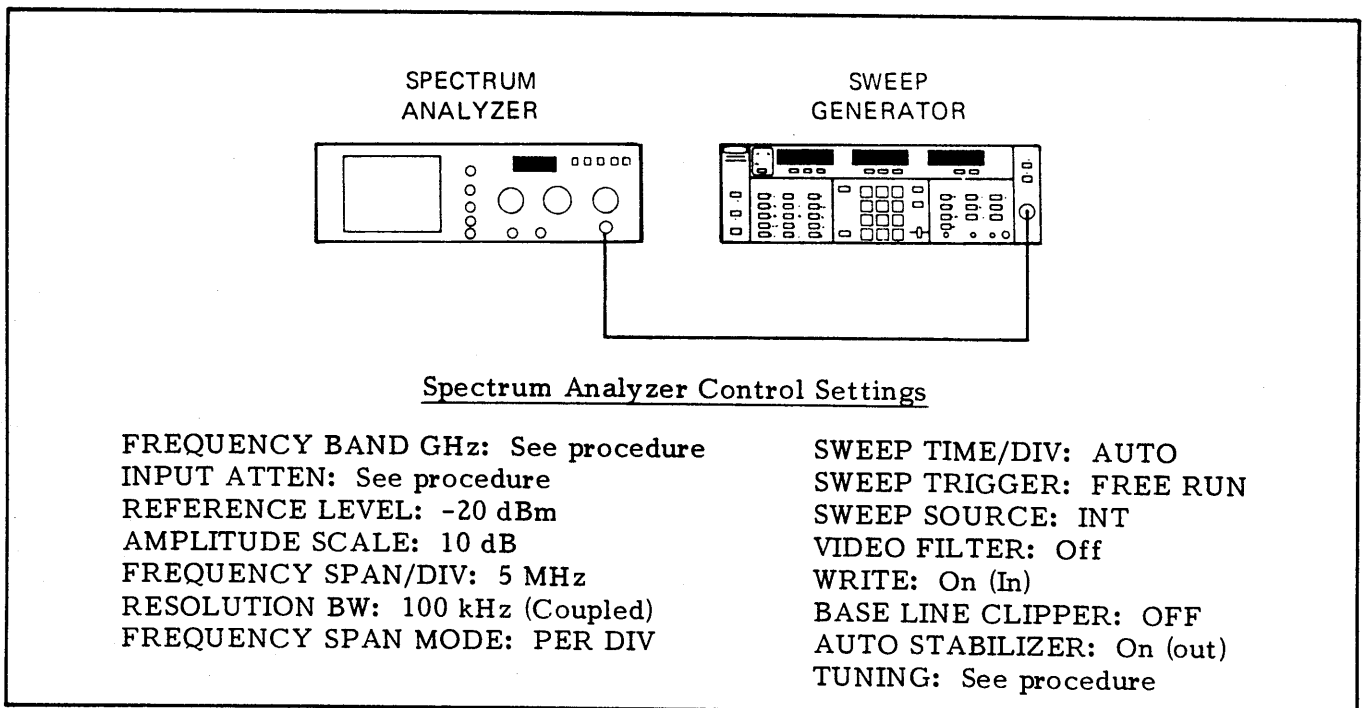 SPECTRUM
ANALYZER
SWEEP
GENERATOR
Spectrum Analyzer Control Settings
FREQUENCY BAND GHz: See procedure
INPUT ATTEN: See procedure
REFERENCE LEVEL: -20 dBm
AMPLITUDE SCALE: 10 dB
FREQUENCY SPAN/DIV: 5 MHz
RESOLUTION BW: 100 kHz (Coupled)
FREQUENCY SPAN MODE: PER DIV
SWEEP TIME/DIV: AUTO
SWEEP TRIGGER: FREE RUN
SWEEP SOURCE: INT
VIDEO FILTER: Off
WRITE: On (In)
BASE LINE CLIPPER: OFF
AUTO STABILIZER: On (out)
TUNING: See procedure